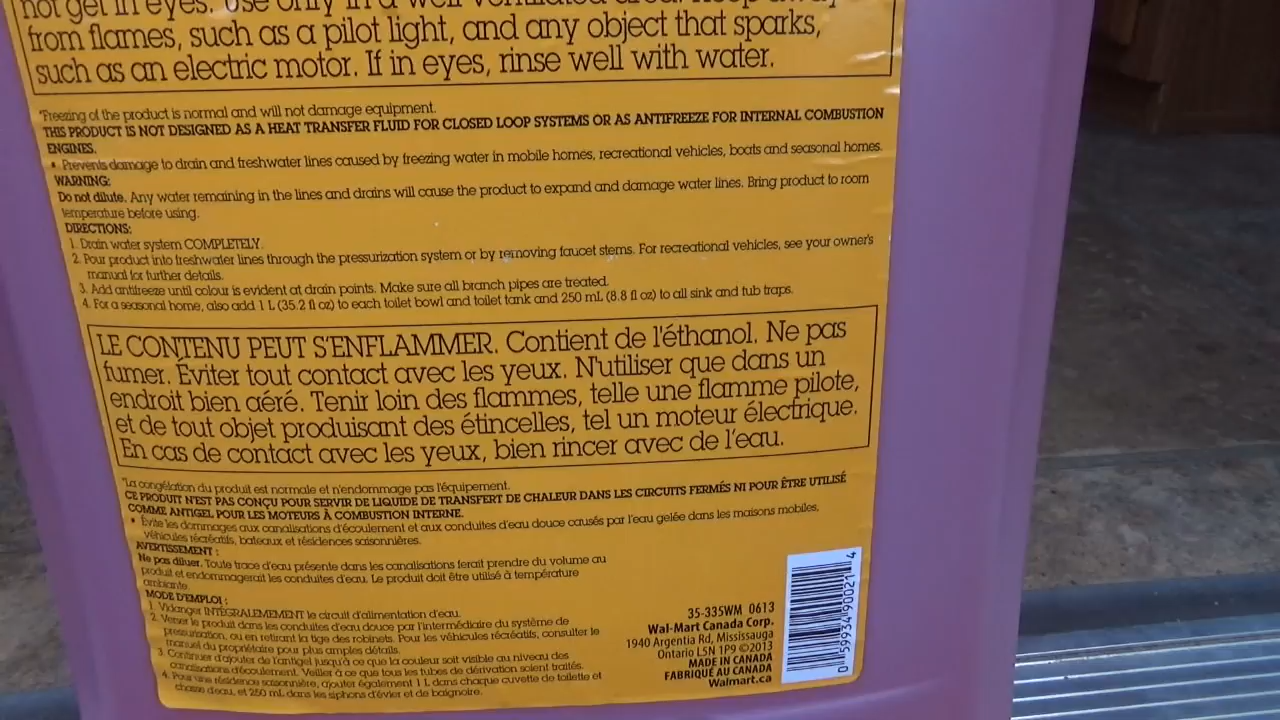 not get in eyes. Use only in a well ventilated area. Keep away
from flames, such as a pilot light, and any object that sparks,
such as an electric motor. If in eyes, rinse well with water.
*Freezing of the product is normal and will not damage equipment.
THIS PRODUCT IS NOT DESIGNED AS A HEAT TRANSFER FLUID FOR CLOSED LOOP SYSTEMS OR AS ANTIFREEZE FOR INTERNAL COMBUSTION
ENGINES.
• Prevents damage to drain and freshwater lines caused by freezing water in mobile homes, recreational vehicles, boats and seasonal homes.
WARNING:
Do not dilute. Any water remaining in the lines and drains will cause the product to expand and damage water lines. Bring product to room
temperature before using.
DIRECTIONS:
1. Drain water system COMPLETELY.
2. Pour product into freshwater lines through the pressurization system or by removing faucet stems. For recreational vehicles, see your owner's
manual for further details.
3. Add antifreeze until colour is evident at drain points. Make sure all branch pipes are treated.
4. For a seasonal home, also add 1 L (35.2 fl oz) to each toilet bowl and toilet tank and 250 mL (8.8 fl oz) to all sink and tub traps.
LE CONTENU PEUT S'ENFLAMMER. Contient de l'éthanol. Ne pas
fumer. Éviter tout contact avec les yeux. N'utiliser que dans un
endroit bien aéré. Tenir loin des flammes, telle une flamme pilote,
et de tout objet produisant des étincelles, tel un moteur électrique.
En cas de contact avec les yeux, bien rincer avec de l'eau.
*La congélation du produit est normale et n'endommage pas l'équipement.
CE PRODUIT N'EST PAS CONÇU POUR SERVIR DE LIQUIDE DE TRANSFERT DE CHALEUR DANS LES CIRCUITS FERMÉS NI POUR ÊTRE UTILISÉ
COMME ANTIGEL POUR LES MOTEURS À COMBUSTION INTERNE.
• Évite les dommages aux canalisations d'écoulement et aux conduites d'eau douce causés par l'eau gelée dans les maisons mobiles,
véhicules récréatifs, bateaux et résidences saisonnières.
AVERTISSEMENT :
Ne pas diluer. Toute trace d'eau présente dans les canalisations ferait prendre du volume au
produit et endommagerait les conduites d'eau. Le produit doit être utilisé à température
ambiante.
MODE D'EMPLOI :
1. Vidanger INTÉGRALEMEMENT le circuit d'alimentation d'eau.
2. Verser le produit dans les conduites d'eau douce par l'intermédiaire du système de
pressurisation, ou en retirant la tige des robinets. Pour les véhicules récréatifs, consulter le
manuel du propriétaire pour plus amples détails.
3. Continuer d'ajouter de l'antigel jusqu'à ce que la couleur soit visible au niveau des
canalisations d'écoulement. Veiller à ce que tous les tubes de dérivation soient traités.
4. Pour une résidence saisonnière, ajouter également 1 L dans chaque cuvette de toilette et
chasse d'eau, et 250 mL dans les siphons d'évier et de baignoire.
35-335WM 0613
Wal-Mart Canada Corp.
1940 Argentia Rd, Mississauga
Ontario L5N 1P9 ©2013
MADE IN CANADA
FABRIQUÉ AU CANADA
Walmart.ca
0 59934 90021 4